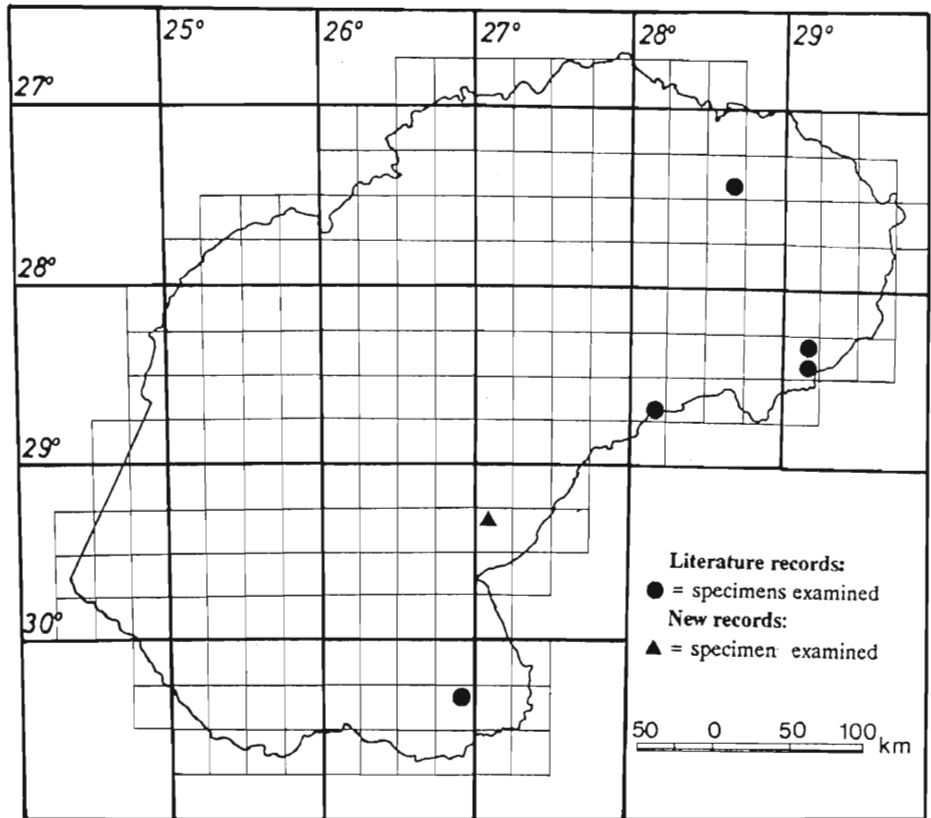 25° 26° 27° 28° 29°
27°
28°
29°
30°
Literature records:
● = specimens examined
New records:
▲ = specimen examined
50 0 50 100 km